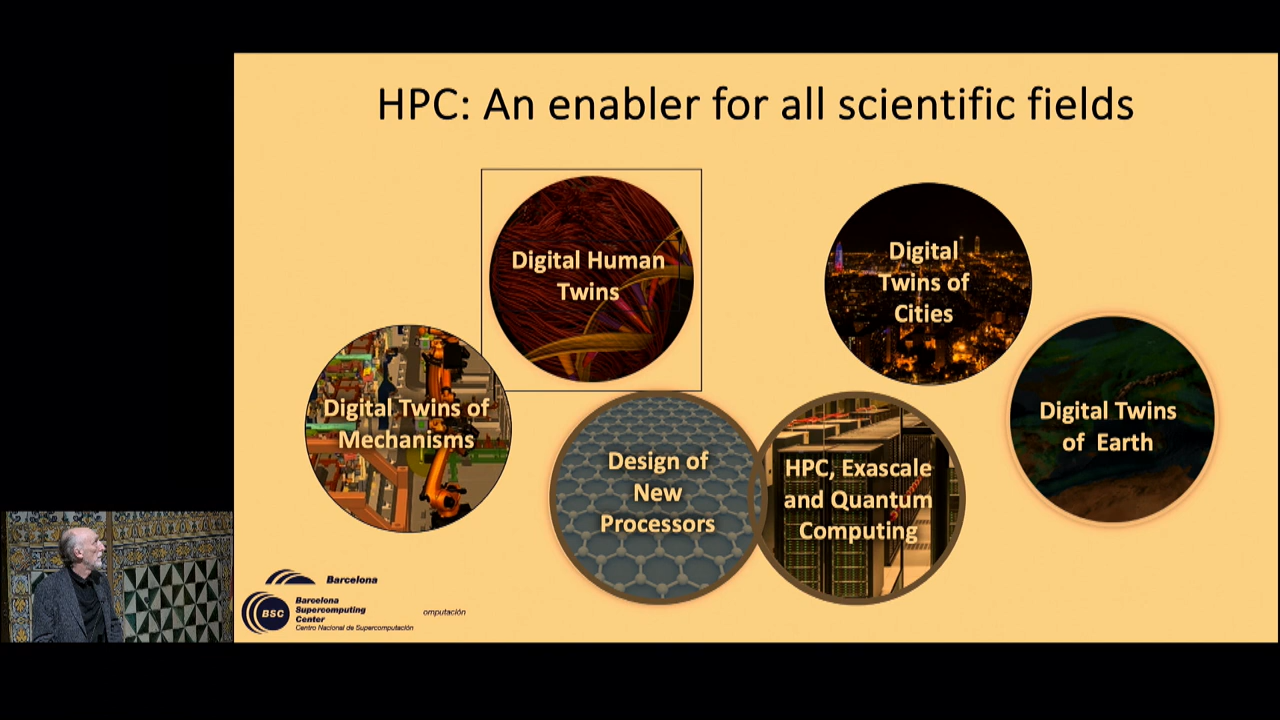 HPC: An enabler for all scientific fields
Digital Human
Twins
Digital
Twins of
Cities
Digital Twins of
Mechanisms
Digital Twins
of Earth
Design of
New
Processors
HPC, Exascale
and Quantum
Computing
Barcelona
BSC
Barcelona
Supercomputing
Center
Centro Nacional de Supercomputación
omputación